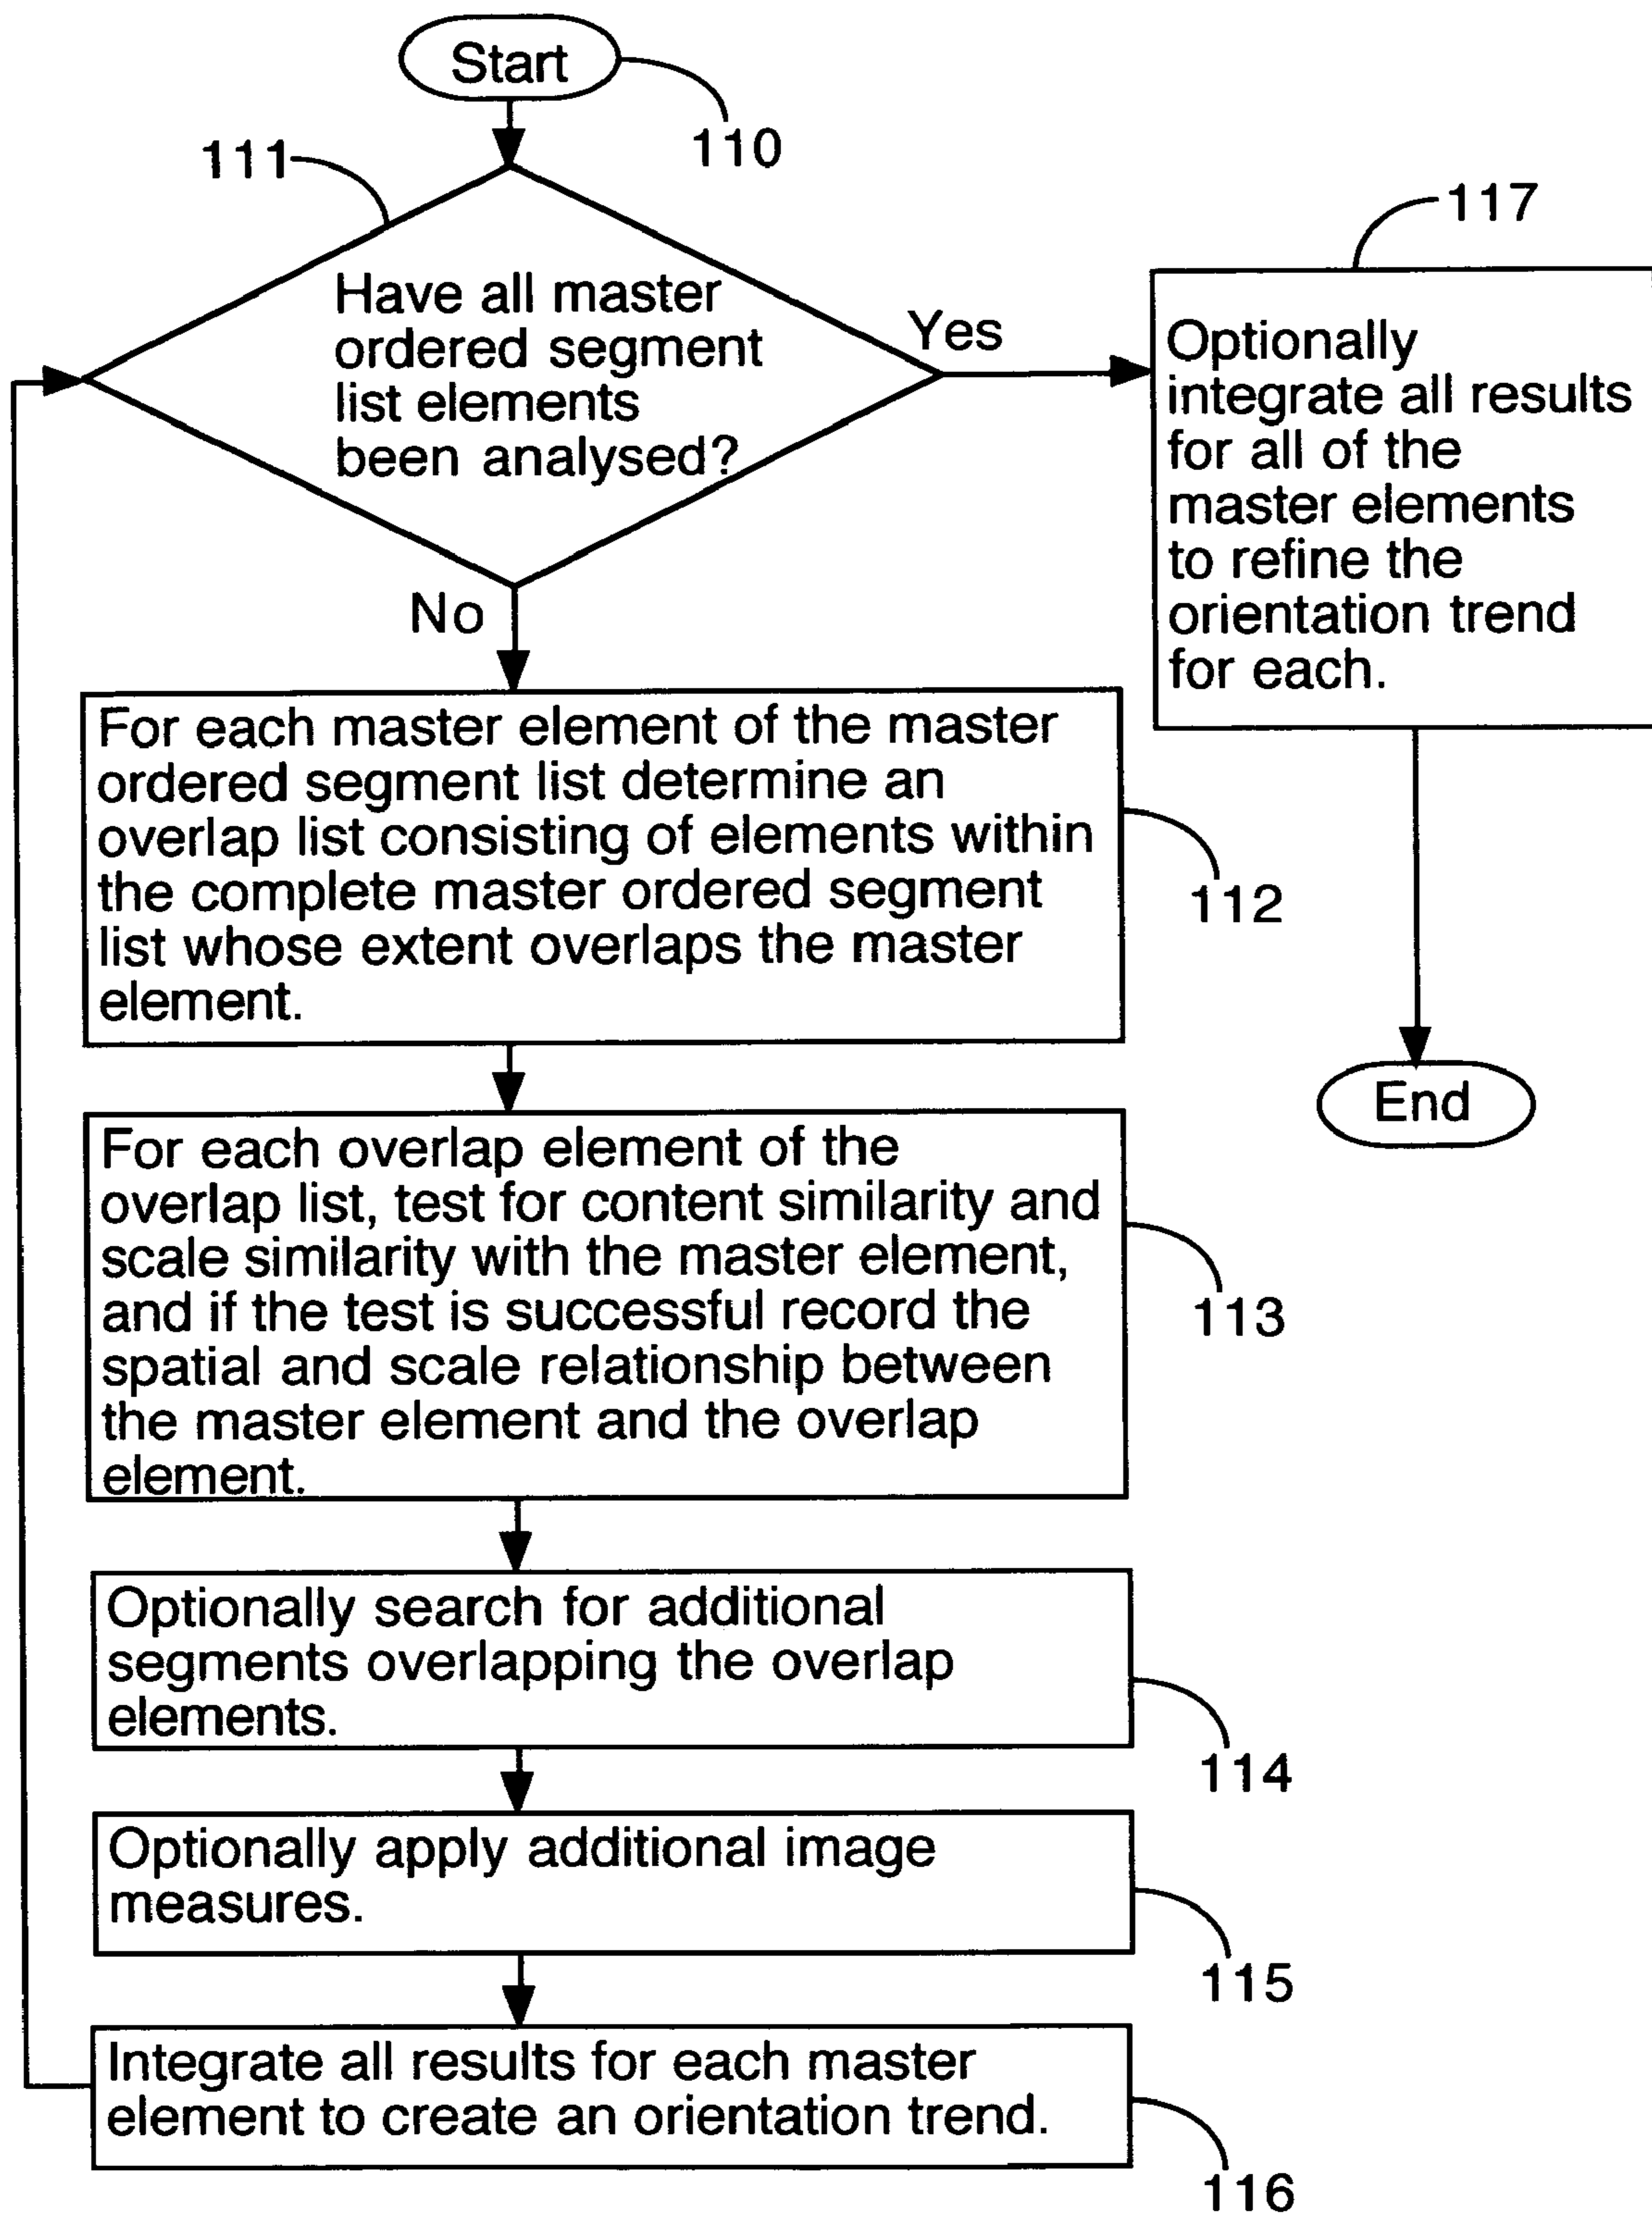 Start
110
111
Have all master
ordered segment
list elements
been analysed?
Yes
No
117
Optionally
integrate all results
for all of the
master elements
to refine the
orientation trend
for each.
For each master element of the master
ordered segment list determine an
overlap list consisting of elements within
the complete master ordered segment
list whose extent overlaps the master
element.
112
End
For each overlap element of the
overlap list, test for content similarity and
scale similarity with the master element,
and if the test is successful record the
spatial and scale relationship between
the master element and the overlap
element.
113
Optionally search for additional
segments overlapping the overlap
elements.
114
Optionally apply additional image
measures.
115
Integrate all results for each master
element to create an orientation trend.
116